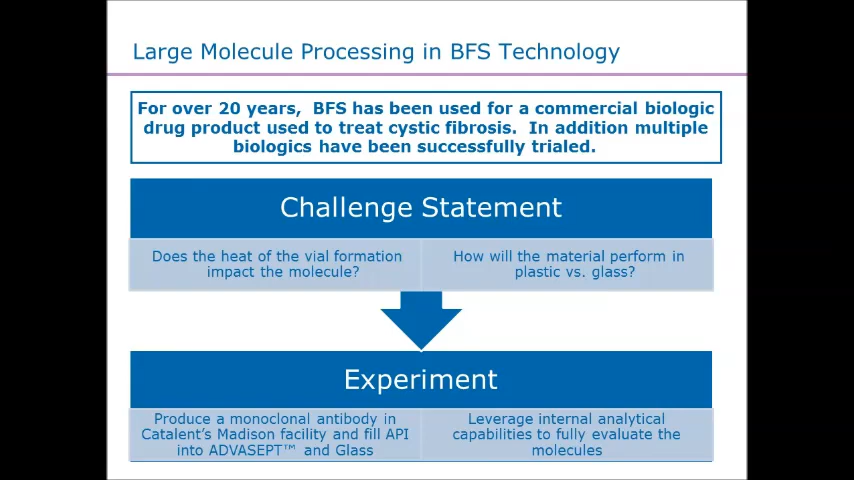 Large Molecule Processing in BFS Technology
For over 20 years, BFS has been used for a commercial biologic
drug product used to treat cystic fibrosis. In addition multiple
biologics have been successfully trialed.
Challenge Statement
Does the heat of the vial formation
impact the molecule?
How will the material perform in
plastic vs. glass?
Experiment
Produce a monoclonal antibody in
Catalent's Madison facility and fill API
into ADVASEPT™ and Glass
Leverage internal analytical
capabilities to fully evaluate the
molecules